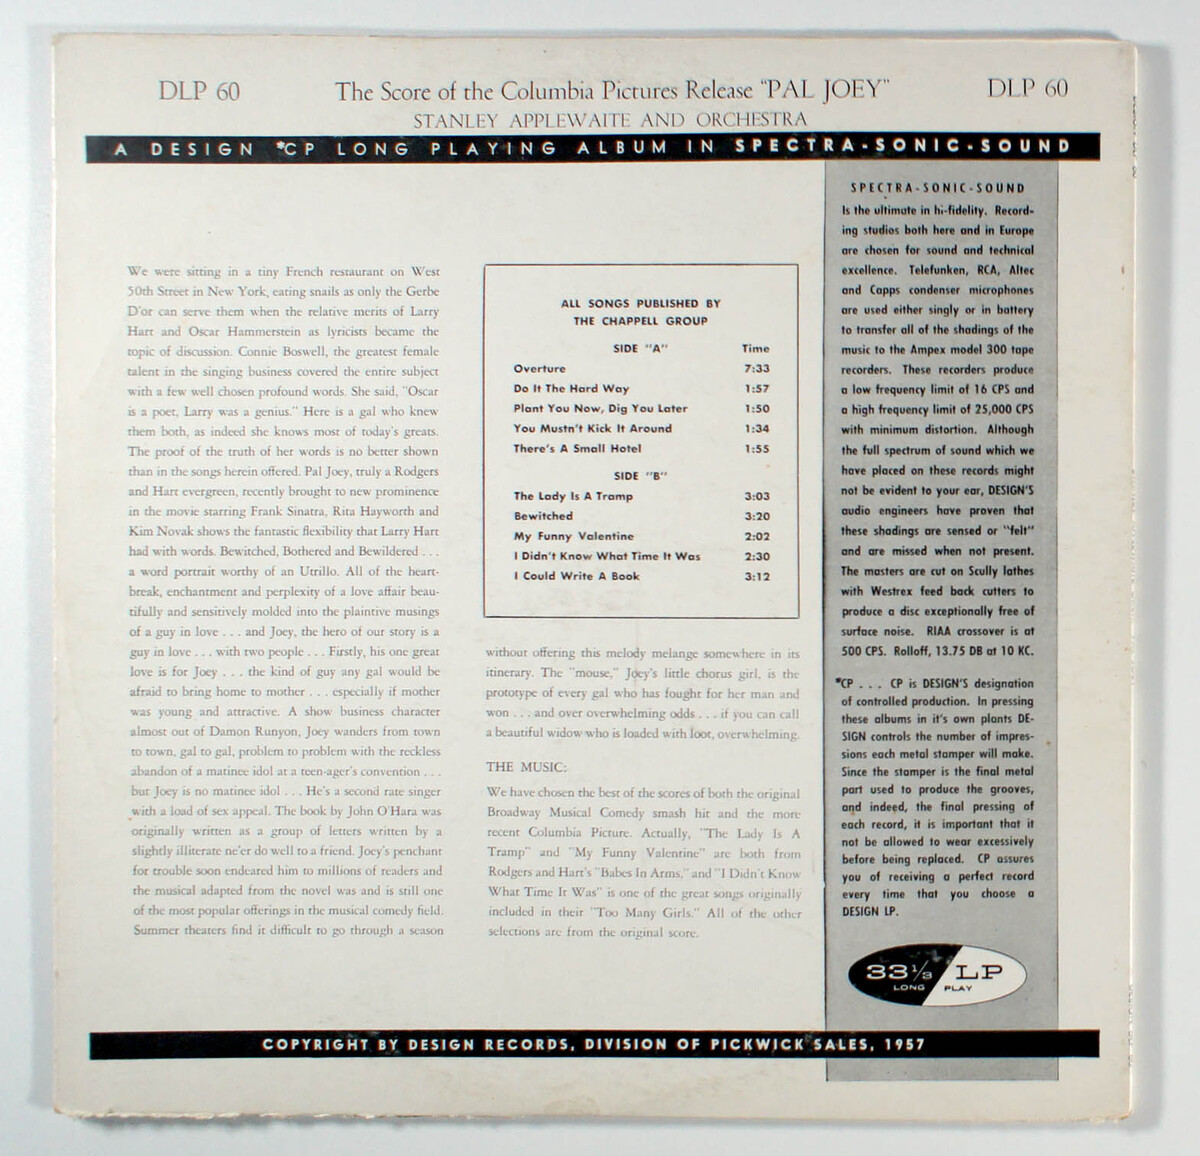 DLP 60
The Score of the Columbia Pictures Release "PAL JOEY"
DLP 60
STANLEY APPLEWAITE AND ORCHESTRA
A DESIGN *CP LONG PLAYING ALBUM IN SPECTRA-SONIC-SOUND
We were sitting in a tiny French restaurant on West
50th Street in New York, eating snails as only the Gerbe
D'or can serve them when the relative merits of Larry
Hart and Oscar Hammerstein as lyricists became the
topic of discussion. Connie Boswell, the greatest female
talent in the singing business covered the entire subject
with a few well chosen profound words. She said, "Oscar
is a poet, Larry was a genius." Here is a gal who knew
them both, as indeed she knows most of today's greats.
The proof of the truth of her words is no better shown
than in the songs herein offered. Pal Joey, truly a Rodgers
and Hart evergreen, recently brought to new prominence
in the movie starring Frank Sinatra, Rita Hayworth and
Kim Novak shows the fantastic flexibility that Larry Hart
had with words. Bewitched, Bothered and Bewildered . . .
a word portrait worthy of an Utrillo. All of the heart-
break, enchantment and perplexity of a love affair beau-
tifully and sensitively molded into the plaintive musings
of a guy in love . . . and Joey, the hero of our story is a
guy in love . . . with two people . . . Firstly, his one great
love is for Joey . . . the kind of guy any gal would be
afraid to bring home to mother . . . especially if mother
was young and attractive. A show business character
almost out of Damon Runyon, Joey wanders from town
to town, gal to gal, problem to problem with the reckless
abandon of a matinee idol at a teen-ager's convention . . .
but Joey is no matinee idol . . . He's a second rate singer
with a load of sex appeal. The book by John O'Hara was
originally written as a group of letters written by a
slightly illiterate ne'er do well to a friend. Joey's penchant
for trouble soon endeared him to millions of readers and
the musical adapted from the novel was and is still one
of the most popular offerings in the musical comedy field.
Summer theaters find it difficult to go through a season
ALL SONGS PUBLISHED BY
THE CHAPPELL GROUP
SIDE "A" Time
Overture 7:33
Do It The Hard Way 1:57
Plant You Now, Dig You Later 1:50
You Mustn't Kick It Around 1:34
There's A Small Hotel 1:55
SIDE "B"
The Lady Is A Tramp 3:03
Bewitched 3:20
My Funny Valentine 2:02
I Didn't Know What Time It Was 2:30
I Could Write A Book 3:12
without offering this melody melange somewhere in its
itinerary. The "mouse," Joey's little chorus girl, is the
prototype of every gal who has fought for her man and
won . . . and over overwhelming odds . . . if you can call
a beautiful widow who is loaded with loot, overwhelming.
THE MUSIC:
We have chosen the best of the scores of both the original
Broadway Musical Comedy smash hit and the more
recent Columbia Picture. Actually, "The Lady Is A
Tramp" and "My Funny Valentine" are both from
Rodgers and Hart's "Babes In Arms," and "I Didn't Know
What Time It Was" is one of the great songs originally
included in their "Too Many Girls." All of the other
selections are from the original score.
SPECTRA-SONIC-SOUND
Is the ultimate in hi-fidelity. Record-
ing studios both here and in Europe
are chosen for sound and technical
excellence. Telefunken, RCA, Altec
and Capps condenser microphones
are used either singly or in battery
to transfer all of the shadings of the
music to the Ampex model 300 tape
recorders. These recorders produce
a low frequency limit of 16 CPS and
a high frequency limit of 25,000 CPS
with minimum distortion. Although
the full spectrum of sound which we
have placed on these records might
not be evident to your ear, DESIGN'S
audio engineers have proven that
these shadings are sensed or "felt"
and are missed when not present.
The masters are cut on Scully lathes
with Westrex feed back cutters to
produce a disc exceptionally free of
surface noise. RIAA crossover is at
500 CPS. Rolloff, 13.75 DB at 10 KC.
*CP . . . CP is DESIGN'S designation
of controlled production. In pressing
these albums in it's own plants DE-
SIGN controls the number of impres-
sions each metal stamper will make.
Since the stamper is the final metal
part used to produce the grooves,
and indeed, the final pressing of
each record, it is important that it
not be allowed to wear excessively
before being replaced. CP assures
you of receiving a perfect record
every time that you choose a
DESIGN LP.
33 1/3 LP
LONG PLAY
COPYRIGHT BY DESIGN RECORDS, DIVISION OF PICKWICK SALES, 1957